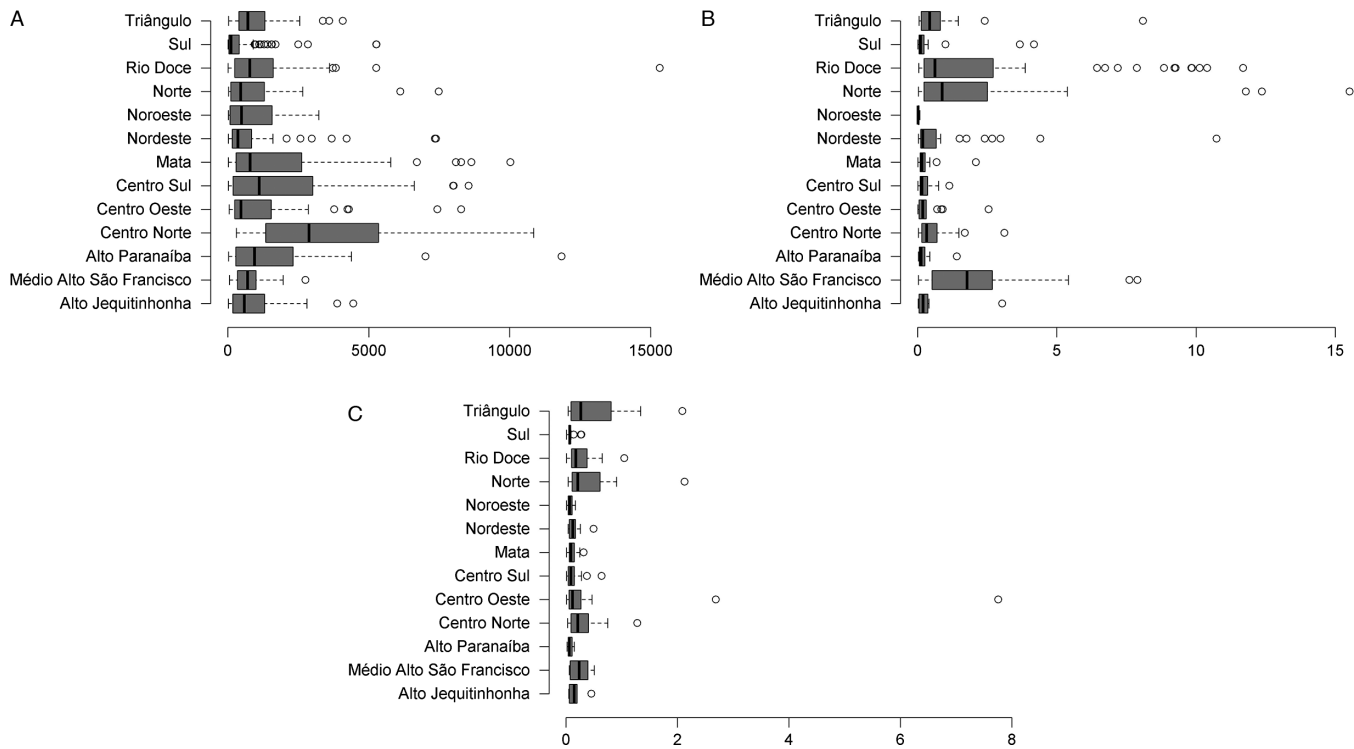 A
Triângulo
Sul
Rio Doce
Norte
Noroeste
Nordeste
Mata
Centro Sul
Centro Oeste
Centro Norte
Alto Paranaíba
Médio Alto São Francisco
Alto Jequitinhonha
0 5000 10000 15000
B
Triângulo
Sul
Rio Doce
Norte
Noroeste
Nordeste
Mata
Centro Sul
Centro Oeste
Centro Norte
Alto Paranaíba
Médio Alto São Francisco
Alto Jequitinhonha
0 5 10 15
C
Triângulo
Sul
Rio Doce
Norte
Noroeste
Nordeste
Mata
Centro Sul
Centro Oeste
Centro Norte
Alto Paranaíba
Médio Alto São Francisco
Alto Jequitinhonha
0 2 4 6 8